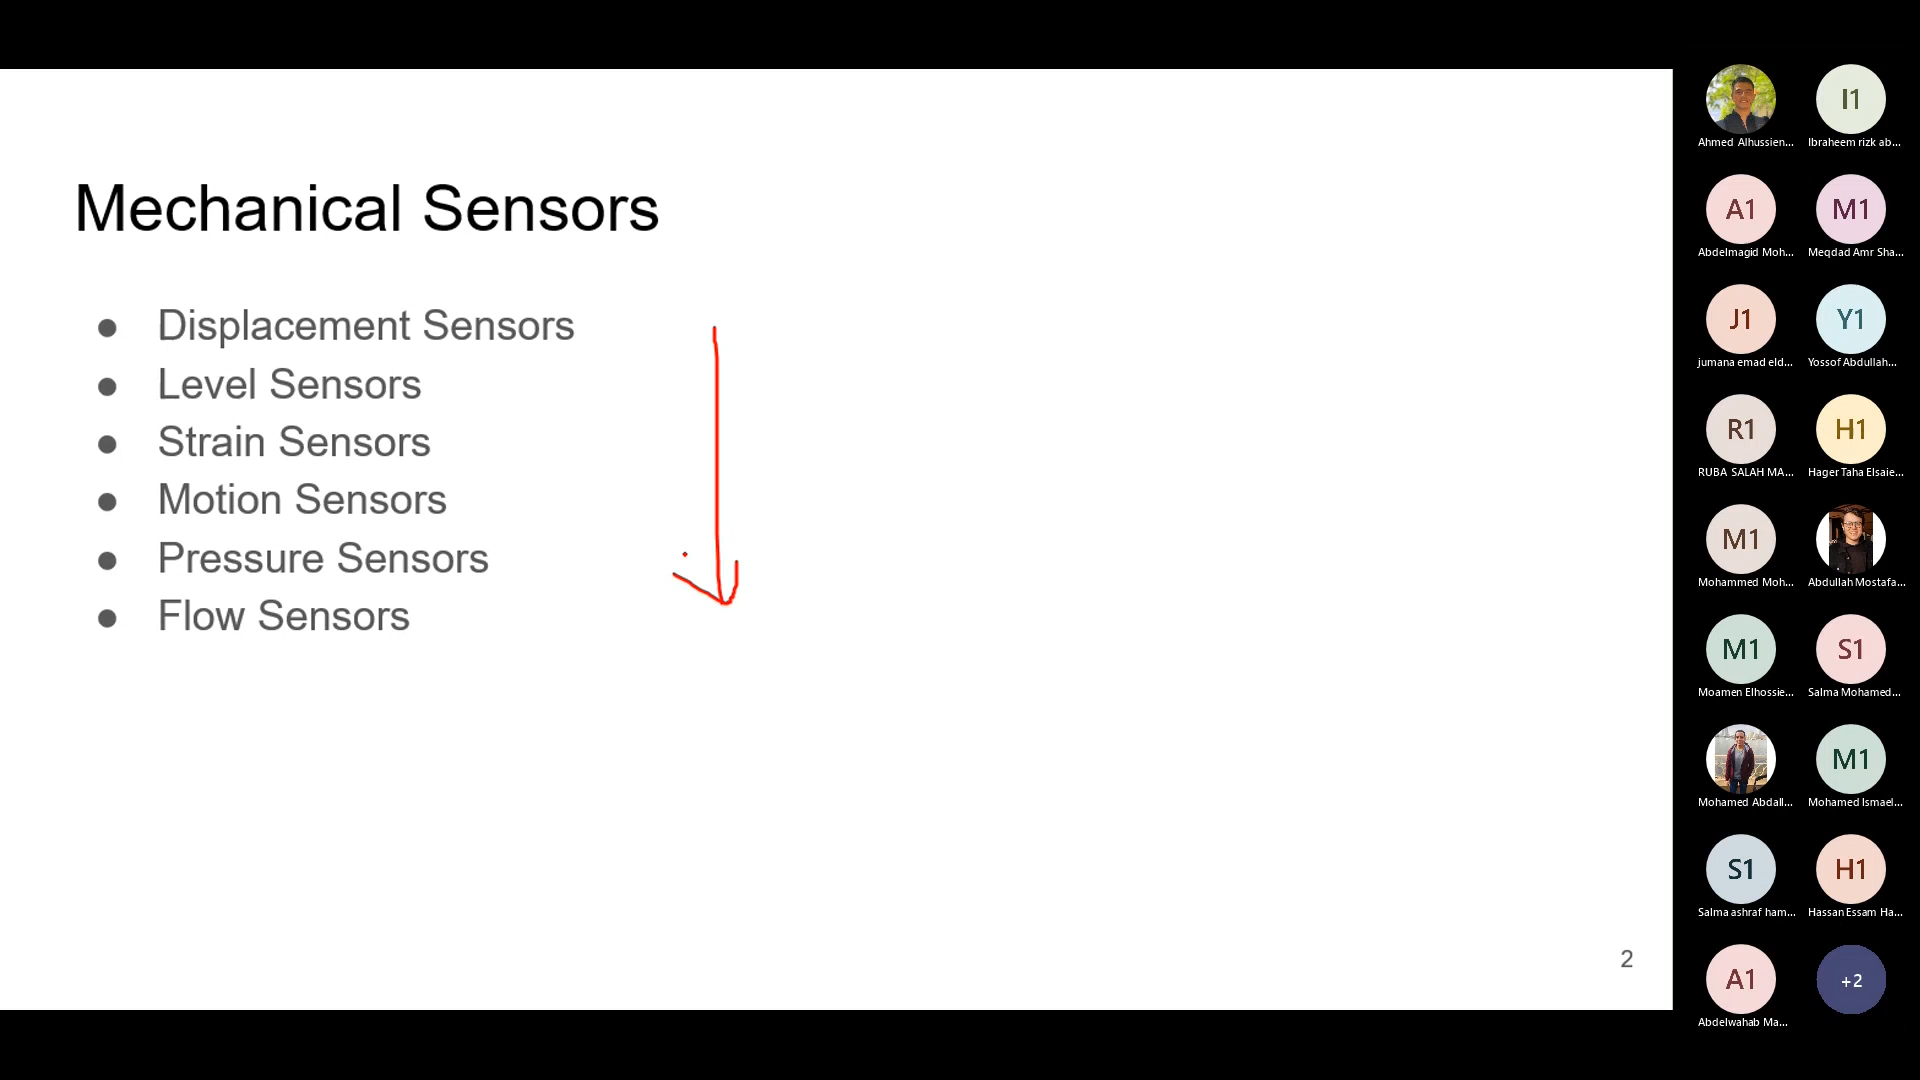 Mechanical Sensors
● Displacement Sensors
● Level Sensors
● Strain Sensors
● Motion Sensors
● Pressure Sensors
● Flow Sensors
2
I1
Ahmed Alhussien...
Ibraheem rizk ab...
A1
M1
Abdelmagid Moh...
Meqdad Amr Sha...
J1
Y1
jumana emad eld...
Yossof Abdullah...
R1
H1
RUBA SALAH MA...
Hager Taha Elsaie...
M1
Mohammed Moh...
Abdullah Mostafa...
M1
S1
Moamen Elhossie...
Salma Mohamed...
M1
Mohamed Abdall...
Mohamed Ismael...
S1
H1
Salma ashraf ham...
Hassan Essam Ha...
A1
+2
Abdelwahab Ma...